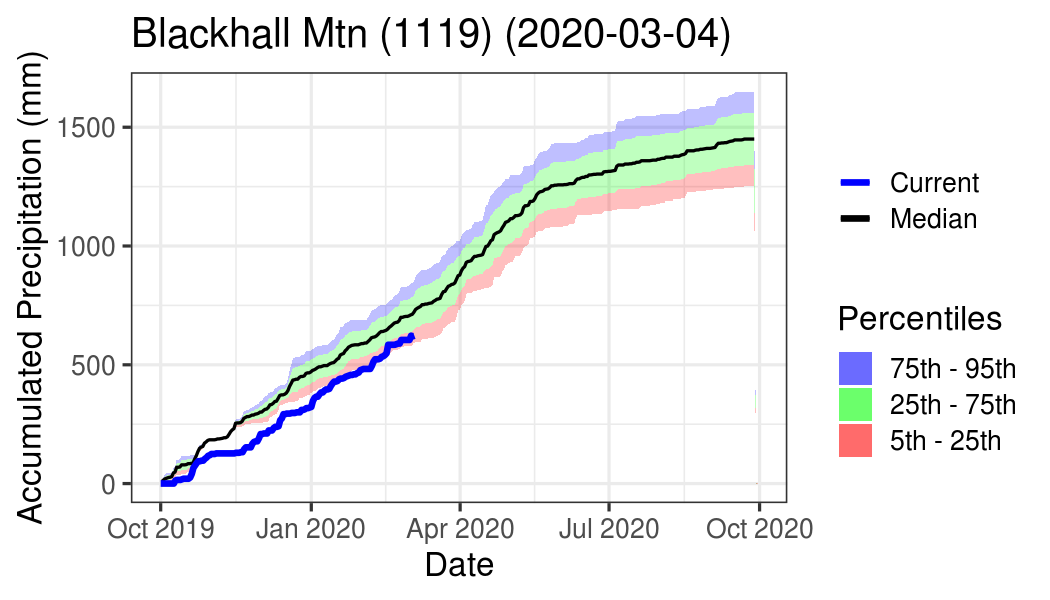 Blackhall Mtn (1119) (2020-03-04)
Accumulated Precipitation (mm)
1500
1000
500
0
Oct 2019
Jan 2020
Apr 2020
Jul 2020
Oct 2020
Date
Current
Median
Percentiles
75th - 95th
25th - 75th
5th - 25th